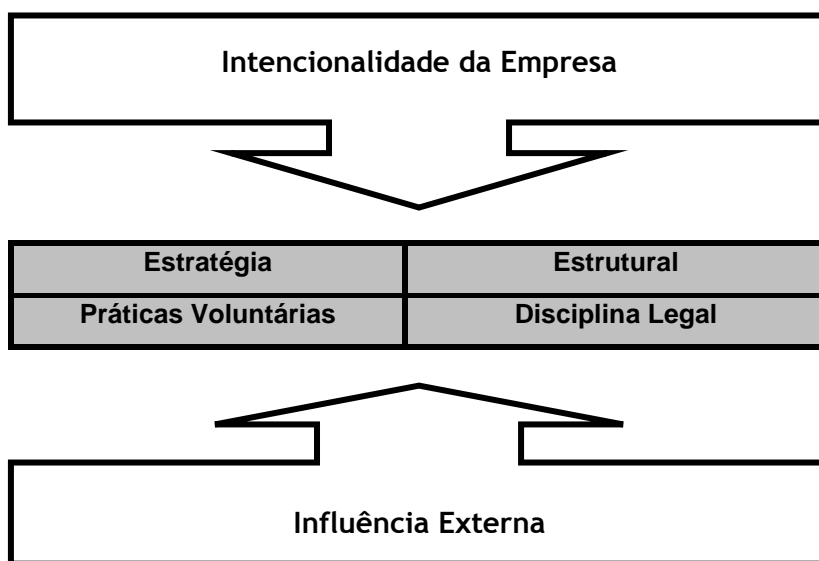 Intencionalidade da Empresa
Estratégia Estrutural
Práticas Voluntárias Disciplina Legal
Influência Externa